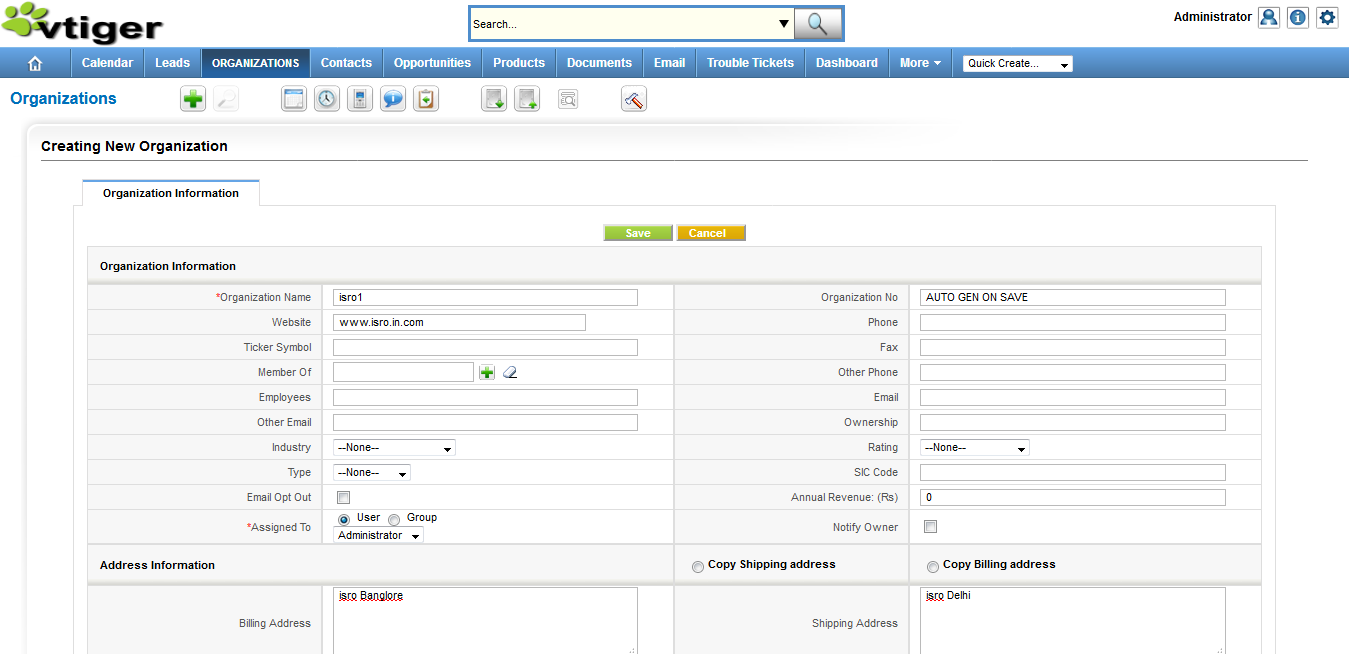 vtiger
Search...
Administrator
Calendar Leads ORGANIZATIONS Contacts Opportunities Products Documents Email Trouble Tickets Dashboard More Quick Create...
Organizations
Creating New Organization
Organization Information
Save Cancel
Organization Information
*Organization Name isro1 Organization No AUTO GEN ON SAVE
Website www.isro.in.com Phone
Ticker Symbol Fax
Member Of Other Phone
Employees Email
Other Email Ownership
Industry --None-- Rating --None--
Type --None-- SIC Code
Email Opt Out Annual Revenue: (Rs) 0
*Assigned To User Group Administrator Notify Owner
Address Information Copy Shipping address Copy Billing address
Billing Address isro Banglore Shipping Address isro Delhi